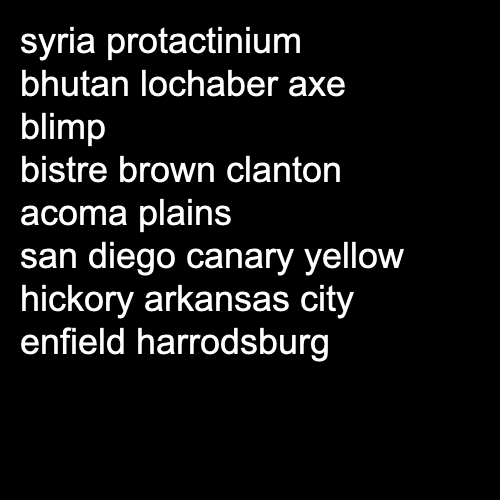 syria protactinium
bhutan lochaber axe
blimp
bistre brown clanton
acoma plains
san diego canary yellow
hickory arkansas city
enfield harrodsburg